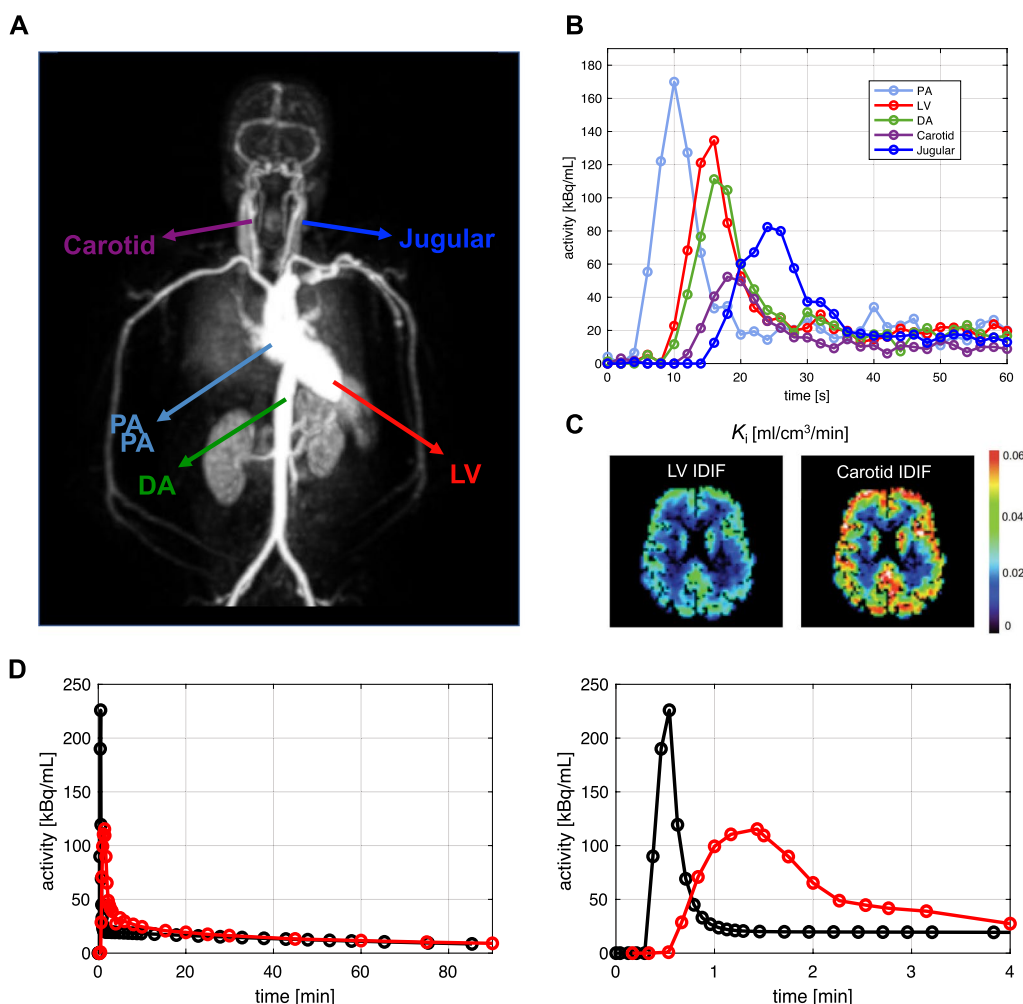 A
Carotid
Jugular
PA
PA
DA
LV
B
180
160
140
120
100
80
60
40
20
0
activity [kBq/mL]
PA
LV
DA
Carotid
Jugular
0 10 20 30 40 50 60
time [s]
C
Ki [ml/cm³/min]
LV IDIF
Carotid IDIF
0.06
0.04
0.02
0
D
250
200
150
100
50
0
activity [kBq/mL]
0 20 40 60 80
time [min]
250
200
150
100
50
0
activity [kBq/mL]
0 1 2 3 4
time [min]